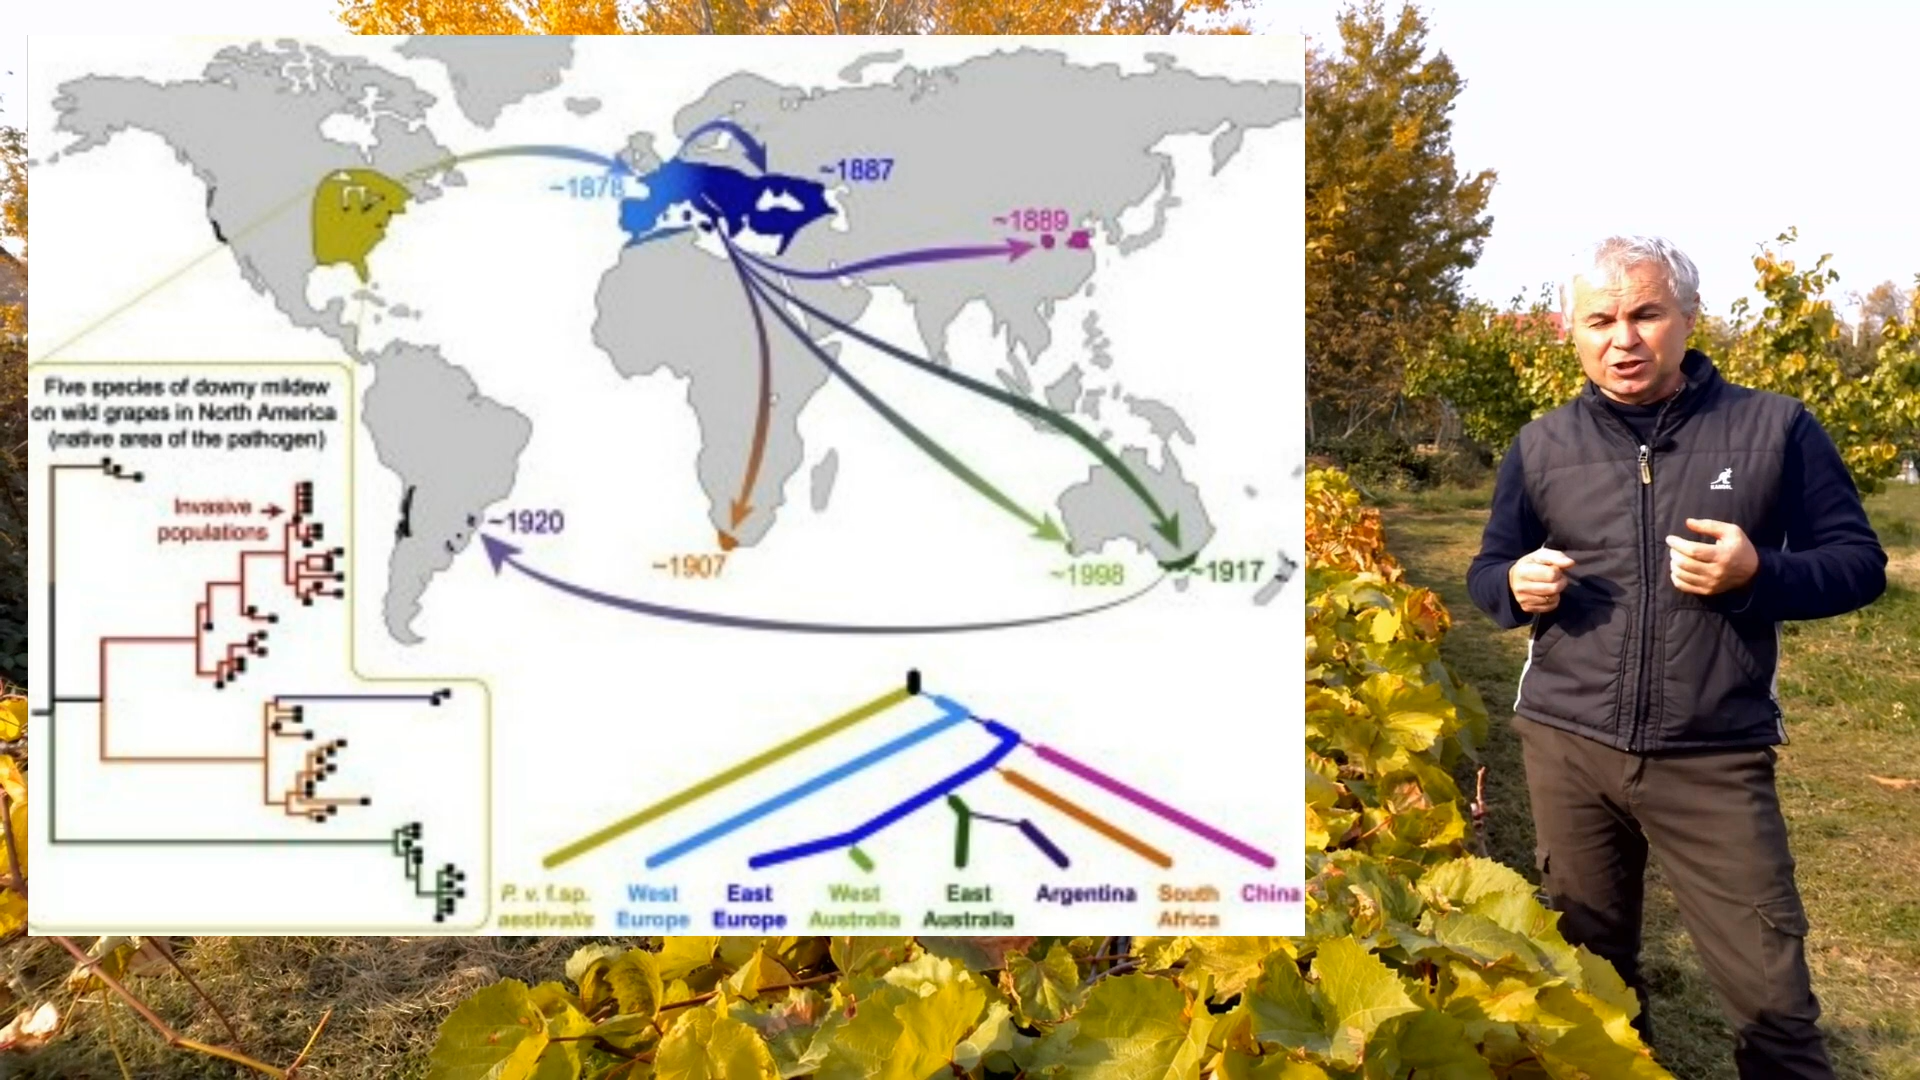 ~1878
~1887
~1889
Five species of downy mildew
on wild grapes in North America
(native area of the pathogen)
Invasive
populations
~1920
~1907
~1998
~1917
P. v. f.sp.
aestivalis
West
Europe
East
Europe
West
Australia
East
Australia
Argentina
South
Africa
China
KANGOL